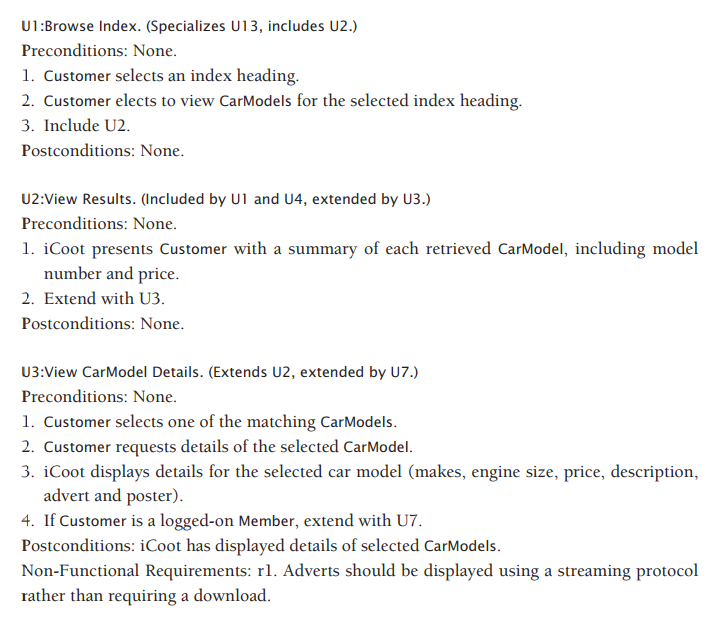 U1:Browse Index. (Specializes U13, includes U2.)
Preconditions: None.
1. Customer selects an index heading.
2. Customer elects to view CarModels for the selected index heading.
3. Include U2.
Postconditions: None.
U2:View Results. (Included by U1 and U4, extended by U3.)
Preconditions: None.
1. iCoot presents Customer with a summary of each retrieved CarModel, including model
number and price.
2. Extend with U3.
Postconditions: None.
U3:View CarModel Details. (Extends U2, extended by U7.)
Preconditions: None.
1. Customer selects one of the matching CarModels.
2. Customer requests details of the selected CarModel.
3. iCoot displays details for the selected car model (makes, engine size, price, description,
advert and poster).
4. If Customer is a logged-on Member, extend with U7.
Postconditions: iCoot has displayed details of selected CarModels.
Non-Functional Requirements: r1. Adverts should be displayed using a streaming protocol
rather than requiring a download.